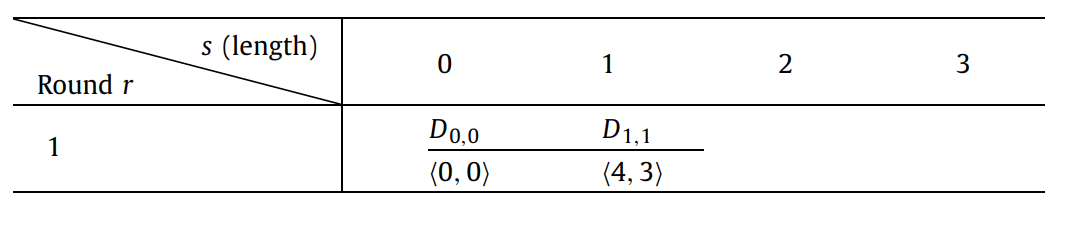 s (length)
Round r
0 1 2 3
1
D0,0 D1,1
⟨0, 0⟩ ⟨4, 3⟩